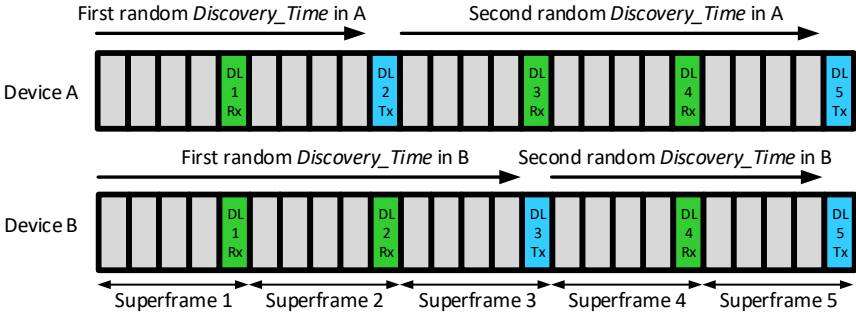 First random Discovery_Time in A
Second random Discovery_Time in A
Device A
DL
1
Rx
DL
2
Tx
DL
3
Rx
DL
4
Rx
DL
5
Tx
First random Discovery_Time in B
Second random Discovery_Time in B
Device B
DL
1
Rx
DL
2
Rx
DL
3
Tx
DL
4
Rx
DL
5
Tx
Superframe 1
Superframe 2
Superframe 3
Superframe 4
Superframe 5